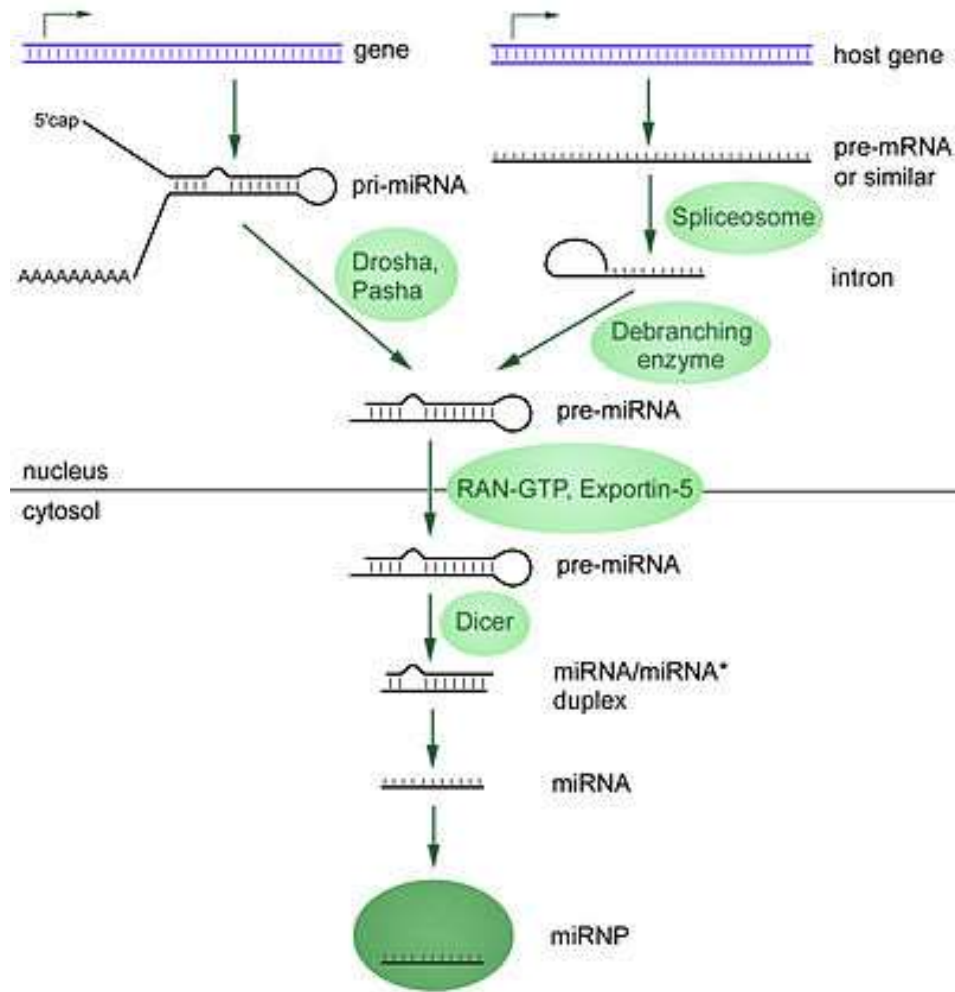 gene
host gene
5'cap
pri-miRNA
pre-mRNA
or similar
Spliceosome
AAAAAAAAA
Drosha,
Pasha
intron
Debranching
enzyme
pre-miRNA
nucleus
RAN-GTP, Exportin-5
cytosol
pre-miRNA
Dicer
miRNA/miRNA*
duplex
miRNA
miRNP